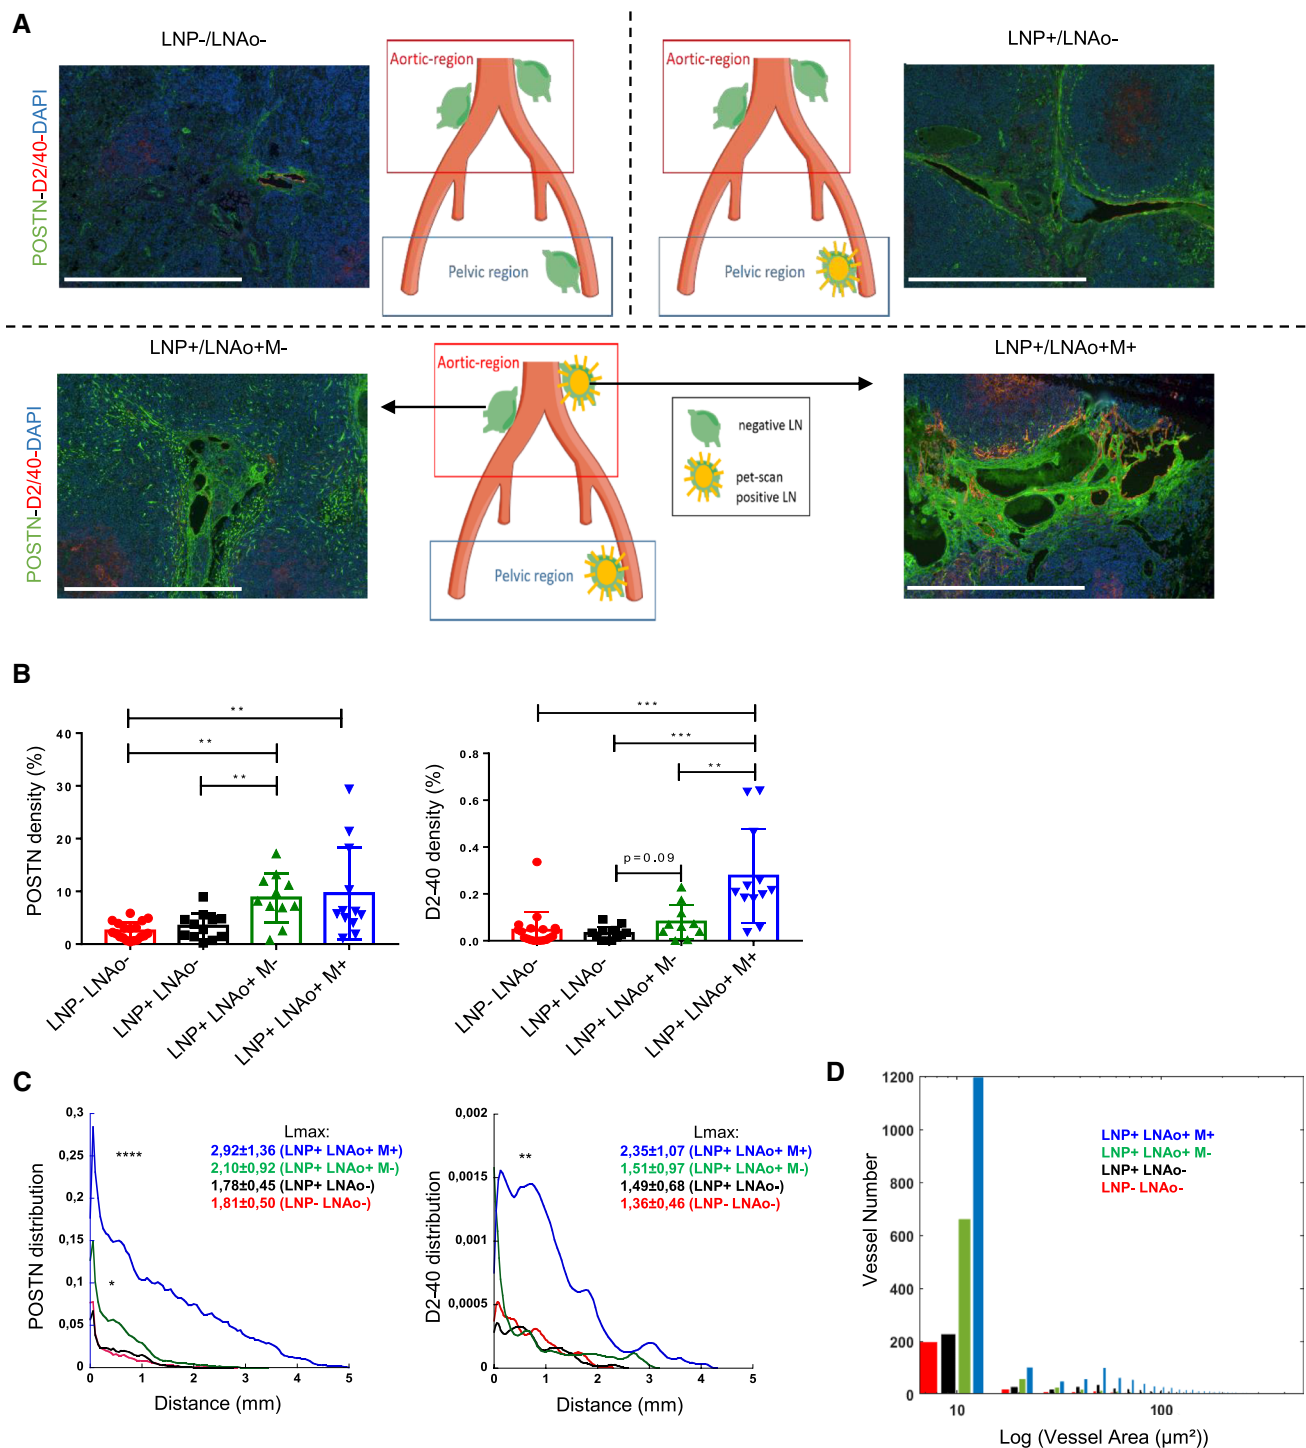 A
LNP-/LNAo-
LNP+/LNAo-
POSTN-D2/40-DAPI
Aortic-region
Pelvic region
Aortic-region
Pelvic region
LNP+/LNAo+M-
LNP+/LNAo+M+
POSTN-D2/40-DAPI
Aortic-region
Pelvic region
negative LN
pet-scan
positive LN
B
POSTN density (%)
40
30
20
10
0
**
**
**
LNP- LNAo-
LNP+ LNAo-
LNP+ LNAo+ M-
LNP+ LNAo+ M+
D2-40 density (%)
0.8
0.6
0.4
0.2
0.0
***
***
**
p=0.09
LNP- LNAo-
LNP+ LNAo-
LNP+ LNAo+ M-
LNP+ LNAo+ M+
C
POSTN distribution
0,3
0,25
0,2
0,15
0,1
0,05
0
****
*
Lmax:
2,92±1,36 (LNP+ LNAo+ M+)
2,10±0,92 (LNP+ LNAo+ M-)
1,78±0,45 (LNP+ LNAo-)
1,81±0,50 (LNP- LNAo-)
0 1 2 3 4 5
Distance (mm)
D2-40 distribution
0,002
0,0015
0,001
0,0005
0
**
Lmax:
2,35±1,07 (LNP+ LNAo+ M+)
1,51±0,97 (LNP+ LNAo+ M-)
1,49±0,68 (LNP+ LNAo-)
1,36±0,46 (LNP- LNAo-)
0 1 2 3 4 5
Distance (mm)
D
Vessel Number
1200
1000
800
600
400
200
0
LNP+ LNAo+ M+
LNP+ LNAo+ M-
LNP+ LNAo-
LNP- LNAo-
10 100
Log (Vessel Area (µm²))